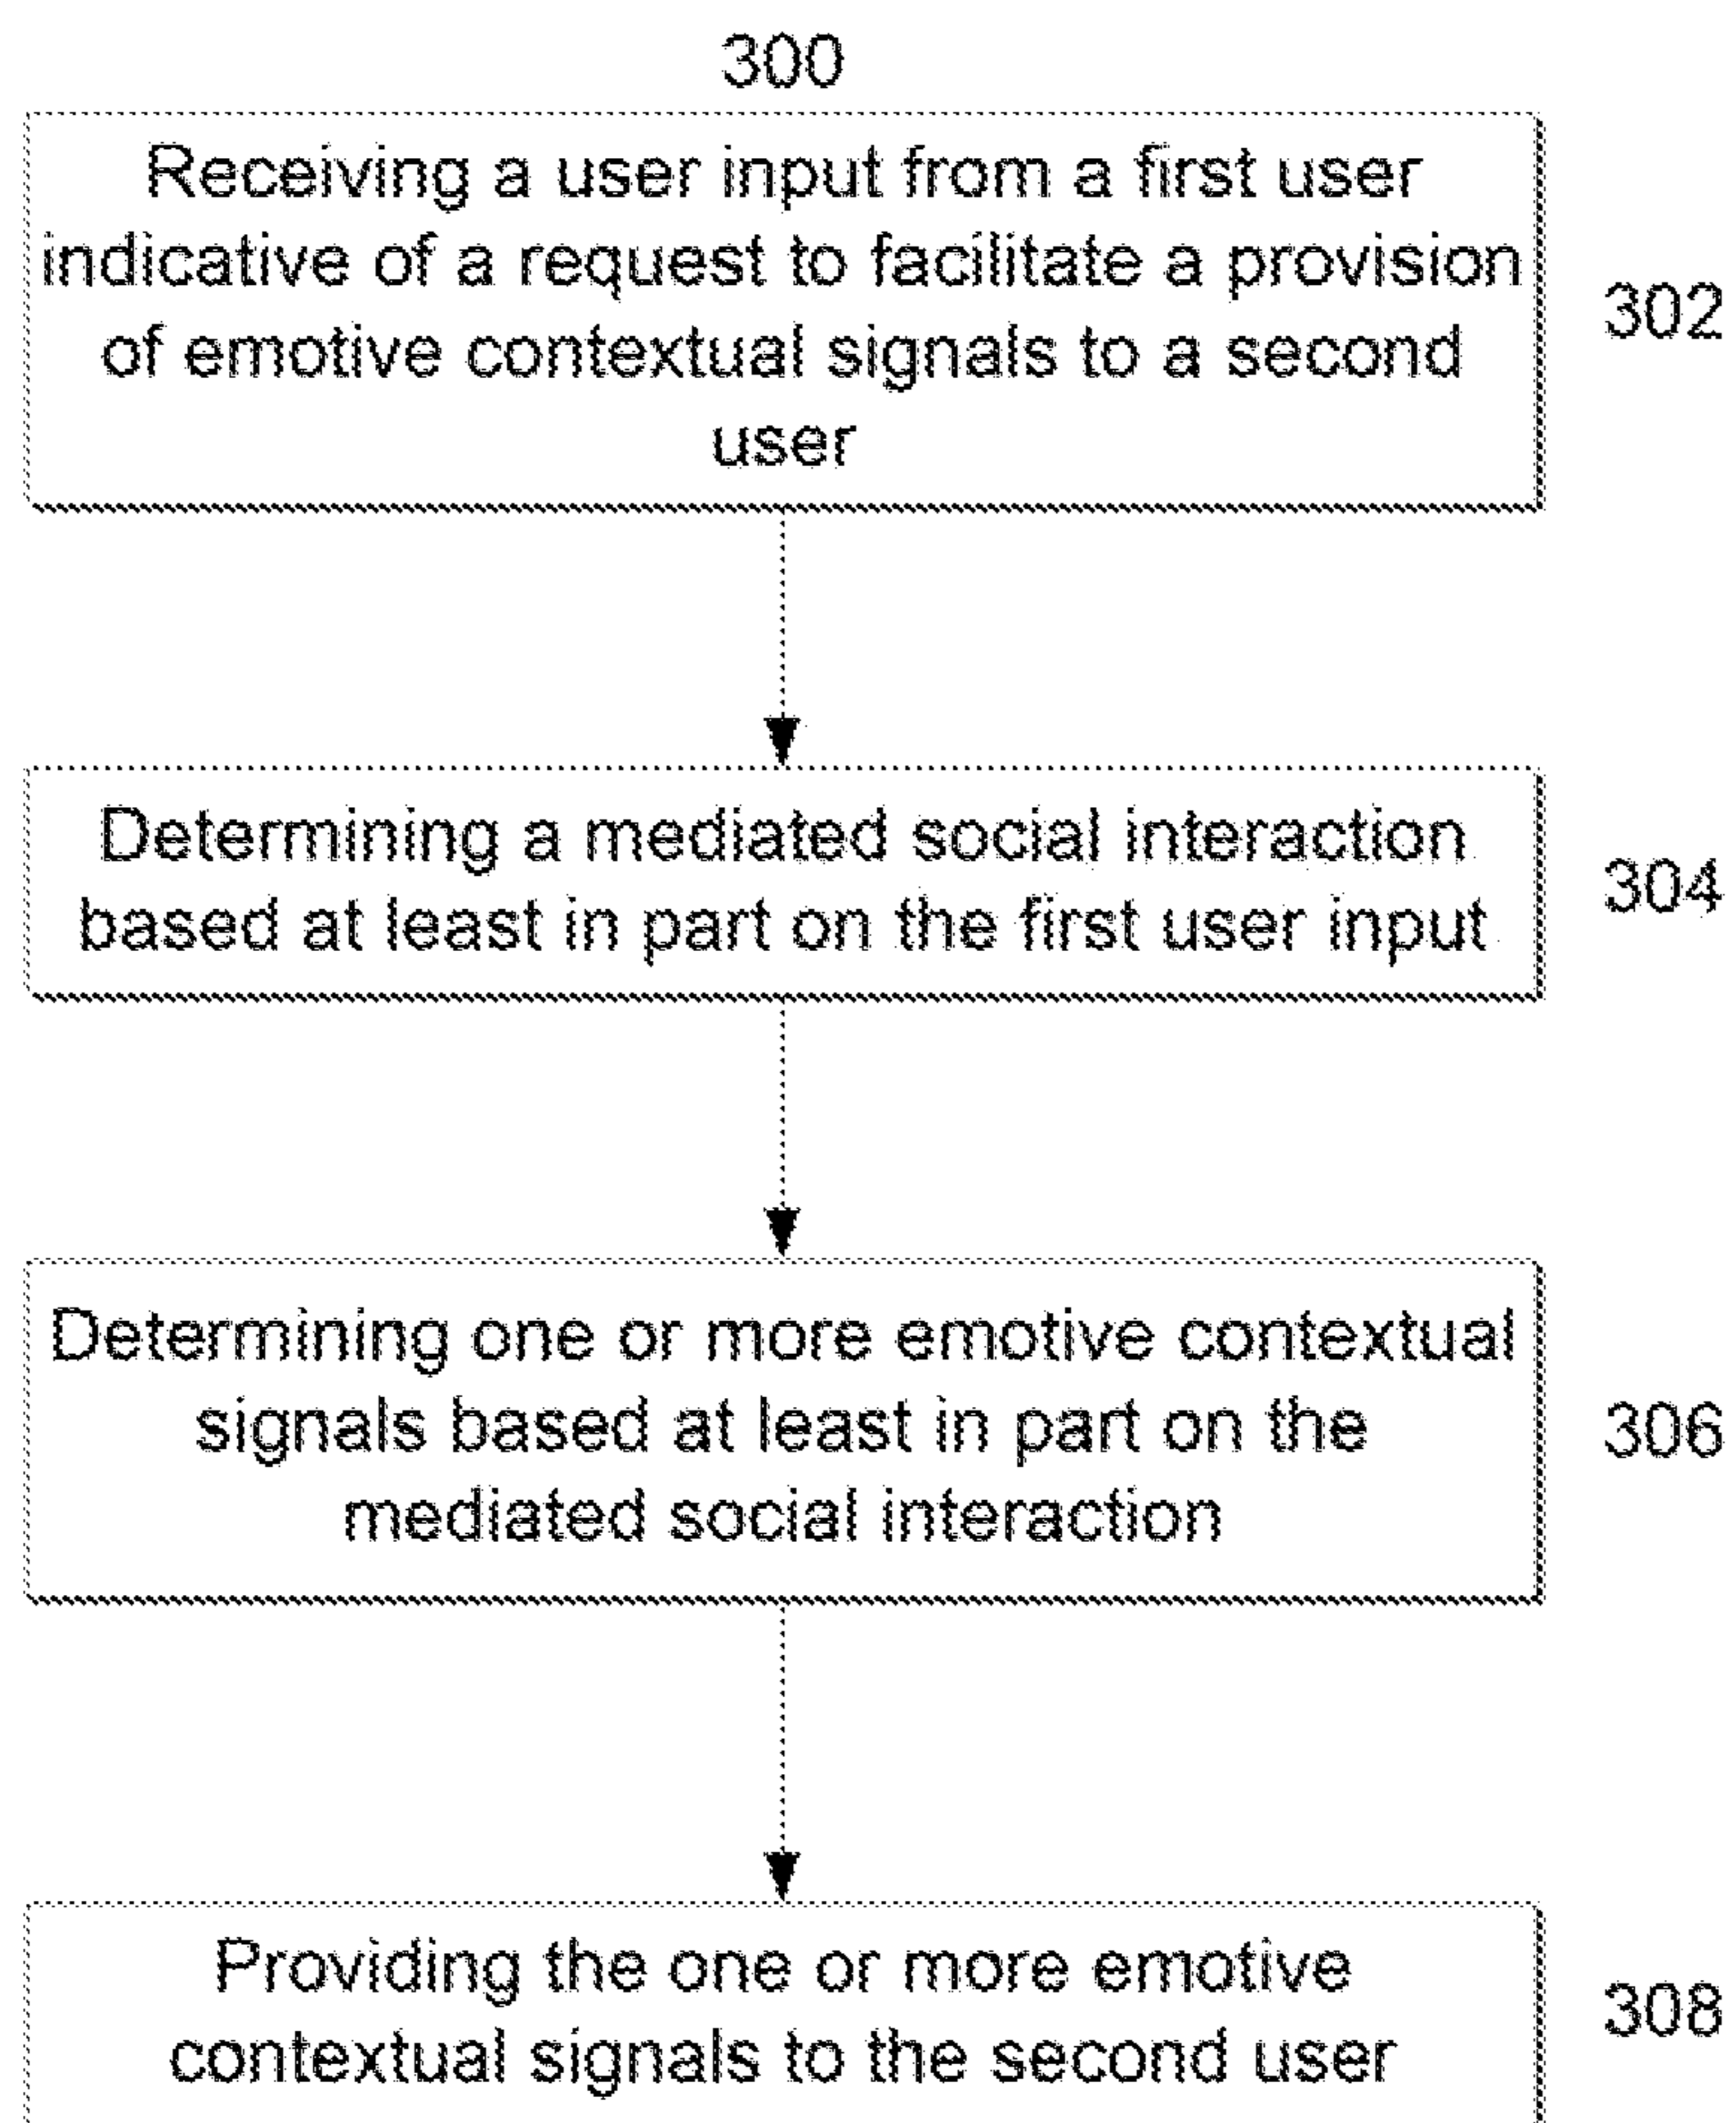 300
Receiving a user input from a first user
indicative of a request to facilitate a provision
of emotive contextual signals to a second
user
302
Determining a mediated social interaction
based at least in part on the first user input
304
Determining one or more emotive contextual
signals based at least in part on the
mediated social interaction
306
Providing the one or more emotive
contextual signals to the second user
308